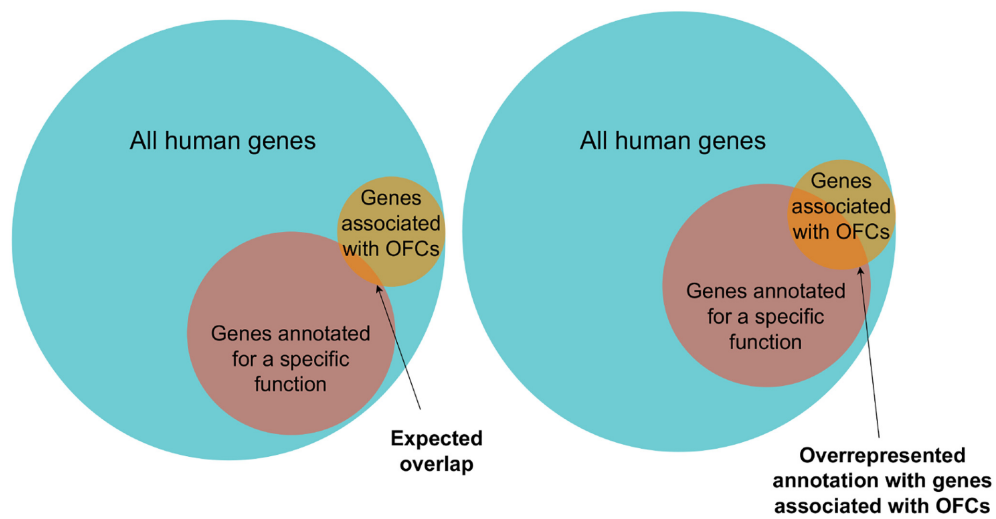 All human genes
Genes
associated
with OFCs
Genes annotated
for a specific
function
Expected
overlap
All human genes
Genes
associated
with OFCs
Genes annotated
for a specific
function
Overrepresented
annotation with genes
associated with OFCs